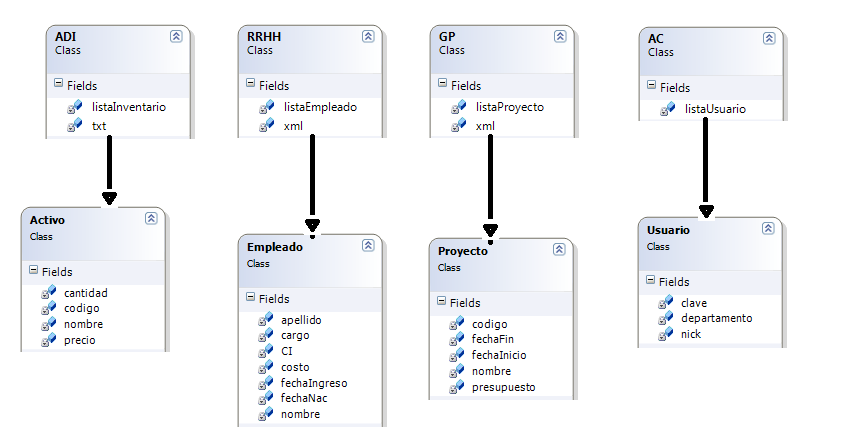 ADI
Class
Fields
listaInventario
txt
RRHH
Class
Fields
listaEmpleado
xml
GP
Class
Fields
listaProyecto
xml
AC
Class
Fields
listaUsuario
Activo
Class
Fields
cantidad
codigo
nombre
precio
Empleado
Class
Fields
apellido
cargo
CI
costo
fechaIngreso
fechaNac
nombre
Proyecto
Class
Fields
codigo
fechaFin
fechaInicio
nombre
presupuesto
Usuario
Class
Fields
clave
departamento
nick